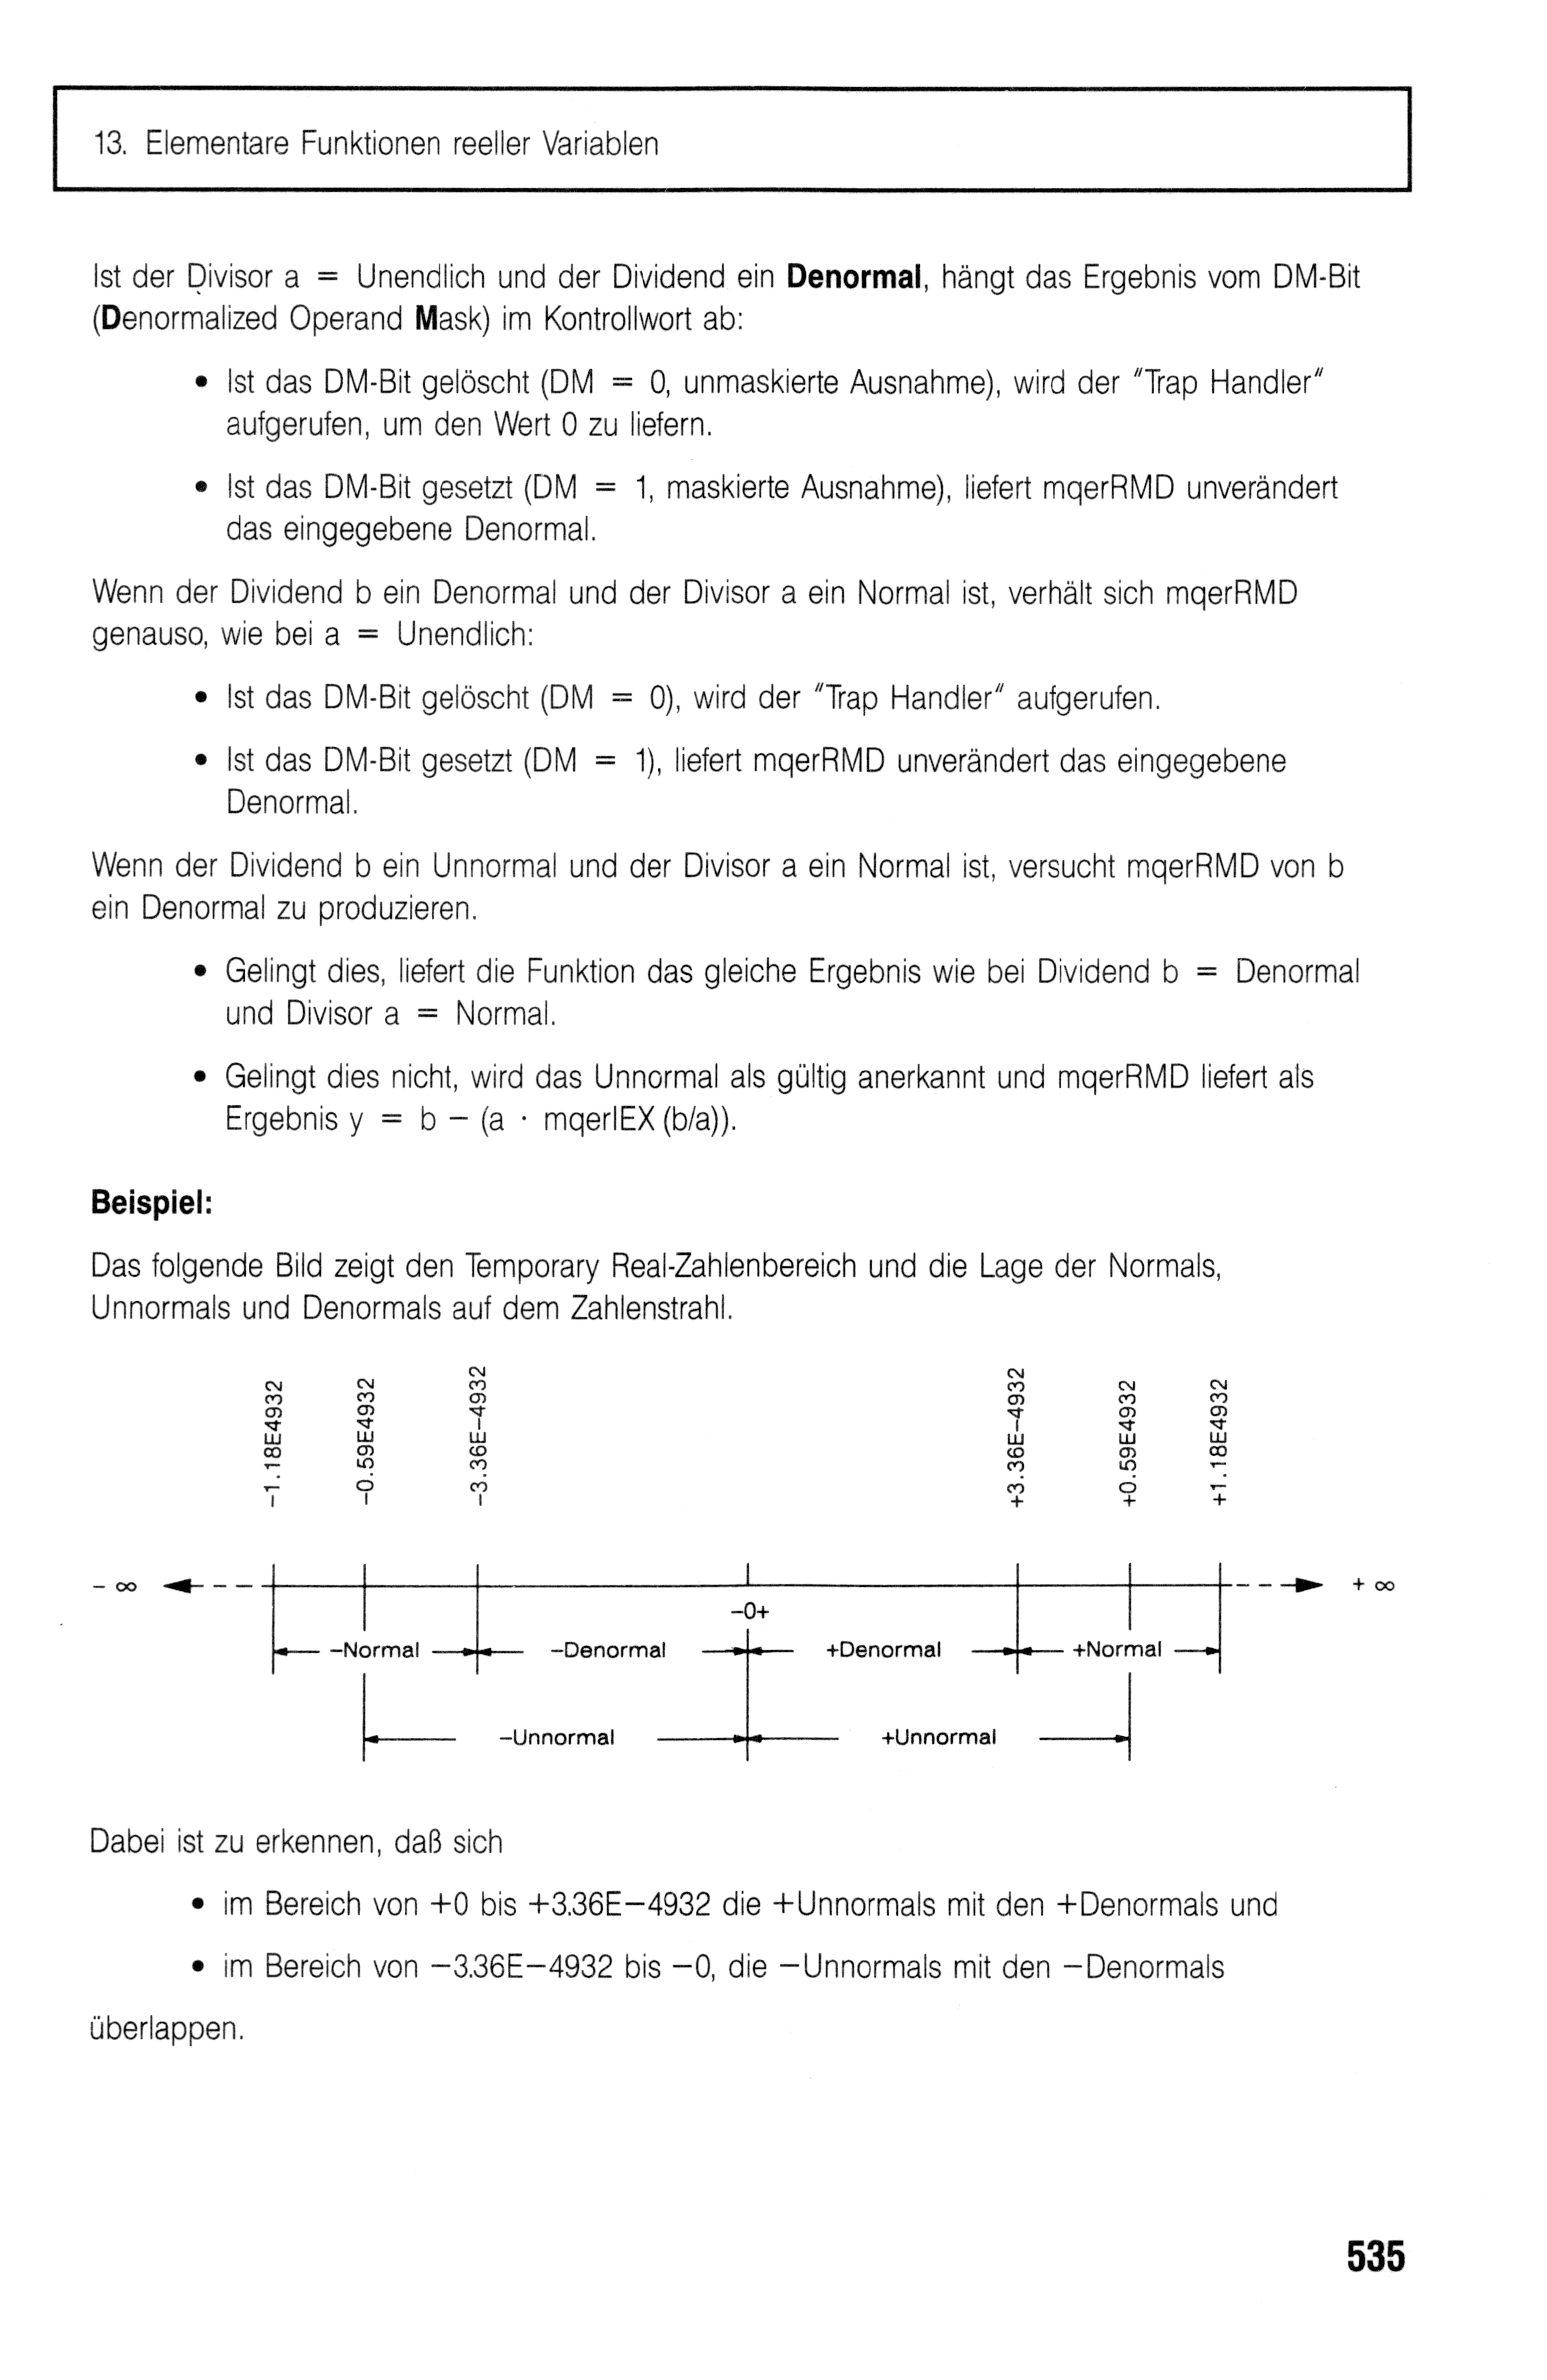 13. Elementare Funktionen reeller Variablen
Ist der Divisor a = Unendlich und der Dividend ein Denormal, hängt das Ergebnis vom DM-Bit
(Denormalized Operand Mask) im Kontrollwort ab:
• Ist das DM-Bit gelöscht (DM = 0, unmaskierte Ausnahme), wird der "Trap Handler"
aufgerufen, um den Wert 0 zu liefern.
• Ist das DM-Bit gesetzt (DM = 1, maskierte Ausnahme), liefert mqerRMD unverändert
das eingegebene Denormal.
Wenn der Dividend b ein Denormal und der Divisor a ein Normal ist, verhält sich mqerRMD
genauso, wie bei a = Unendlich:
• Ist das DM-Bit gelöscht (DM = 0), wird der "Trap Handler" aufgerufen.
• Ist das DM-Bit gesetzt (DM = 1), liefert mqerRMD unverändert das eingegebene
Denormal.
Wenn der Dividend b ein Unnormal und der Divisor a ein Normal ist, versucht mqerRMD von b
ein Denormal zu produzieren.
• Gelingt dies, liefert die Funktion das gleiche Ergebnis wie bei Dividend b = Denormal
und Divisor a = Normal.
• Gelingt dies nicht, wird das Unnormal als gültig anerkannt und mqerRMD liefert als
Ergebnis y = b − (a · mqerIEX (b/a)).
Beispiel:
Das folgende Bild zeigt den Temporary Real-Zahlenbereich und die Lage der Normals,
Unnormals und Denormals auf dem Zahlenstrahl.
−1.18E4932
−0.59E4932
−3.36E−4932
+3.36E−4932
+0.59E4932
+1.18E4932
− ∞
+ ∞
−0+
−Normal
−Denormal
+Denormal
+Normal
−Unnormal
+Unnormal
Dabei ist zu erkennen, daß sich
• im Bereich von +0 bis +3.36E−4932 die +Unnormals mit den +Denormals und
• im Bereich von −3.36E−4932 bis −0, die −Unnormals mit den −Denormals
überlappen.
535